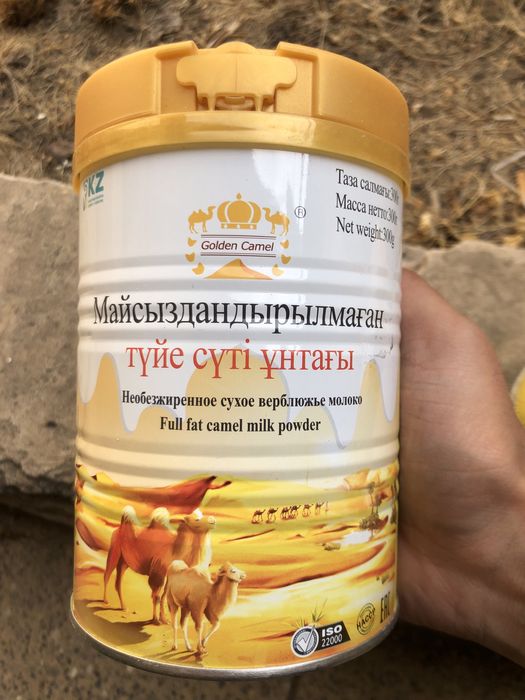 KZ
Таза салмағы:300г
Масса нетто:300г
Net weight:300g
®
Golden Camel
Майсыздандырылмаған
түйе сүті ұнтағы
Необезжиренное сухое верблюжье молоко
Full fat camel milk powder
ISO
22000
HACCP
EAC